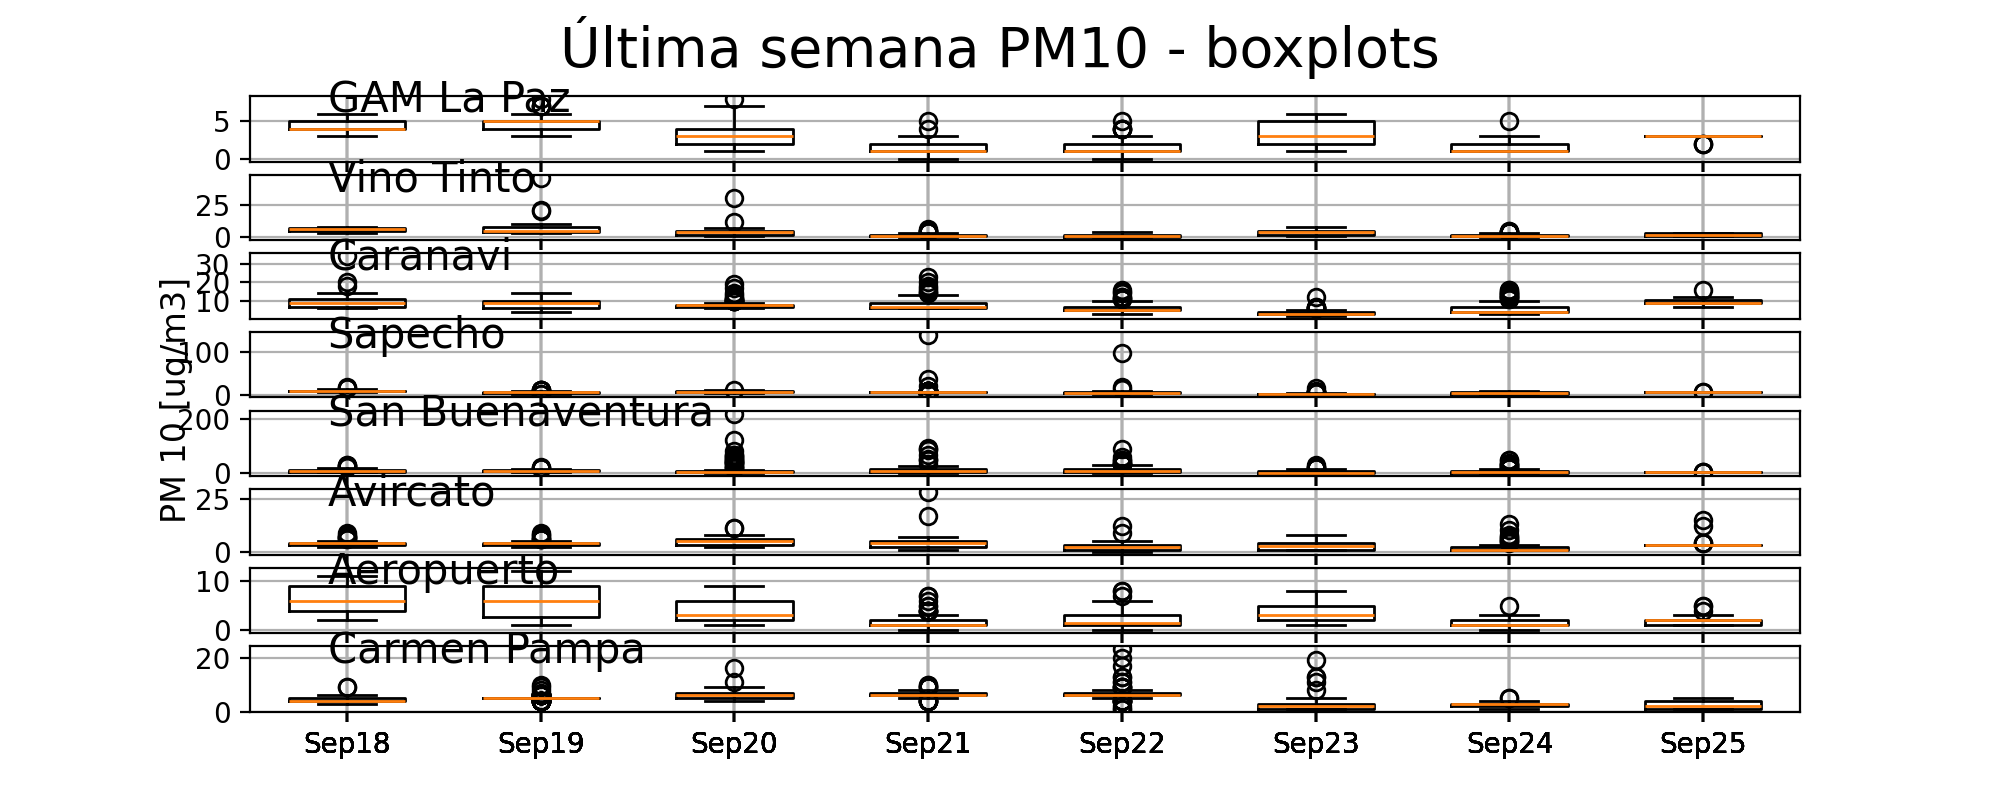 Última semana PM10 - boxplots
GAM La Paz
5
0
Vino Tinto
25
0
Caranavi
30
20
10
Sapecho
100
0
San Buenaventura
200
0
Avircato
25
0
Aeropuerto
10
0
Carmen Pampa
20
0
PM 10 [ug/m3]
Sep18 Sep19 Sep20 Sep21 Sep22 Sep23 Sep24 Sep25